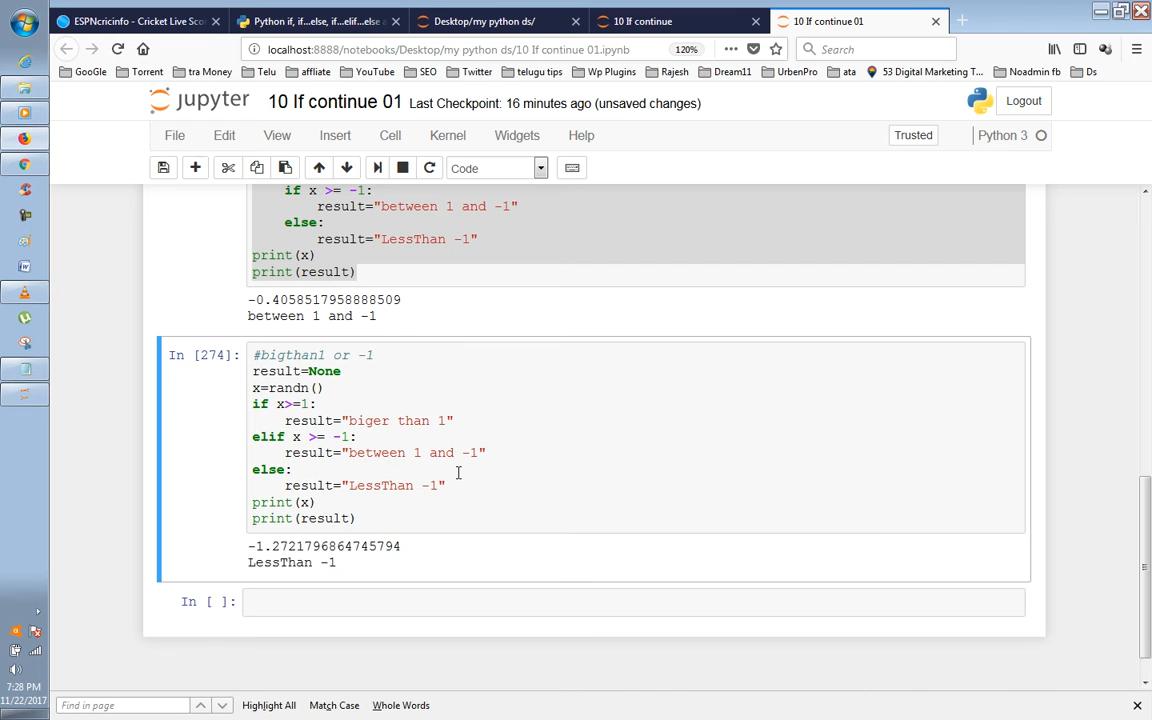 ESPNcricinfo - Cricket Live Sco
Python if, if...else, if...elif...else a
Desktop/my python ds/
10 If continue
10 If continue 01
localhost:8888/notebooks/Desktop/my python ds/10 If continue 01.ipynb
120%
Search
GooGle
Torrent
tra Money
Telu
affliate
YouTube
SEO
Twitter
telugu tips
Wp Plugins
Rajesh
Dream11
UrbenPro
ata
53 Digital Marketing T...
Noadmin fb
Ds
jupyter 10 If continue 01 Last Checkpoint: 16 minutes ago (unsaved changes)
Logout
File Edit View Insert Cell Kernel Widgets Help
Trusted
Python 3
Code
if x >= -1:
result="between 1 and -1"
else:
result="LessThan -1"
print(x)
print(result)
-0.4058517958888509
between 1 and -1
In [274]:
#bigthan1 or -1
result=None
x=randn()
if x>=1:
result="biger than 1"
elif x >= -1:
result="between 1 and -1"
else:
result="LessThan -1"
print(x)
print(result)
-1.2721796864745794
LessThan -1
In [ ]:
7:28 PM
11/22/2017
Find in page
Highlight All
Match Case
Whole Words